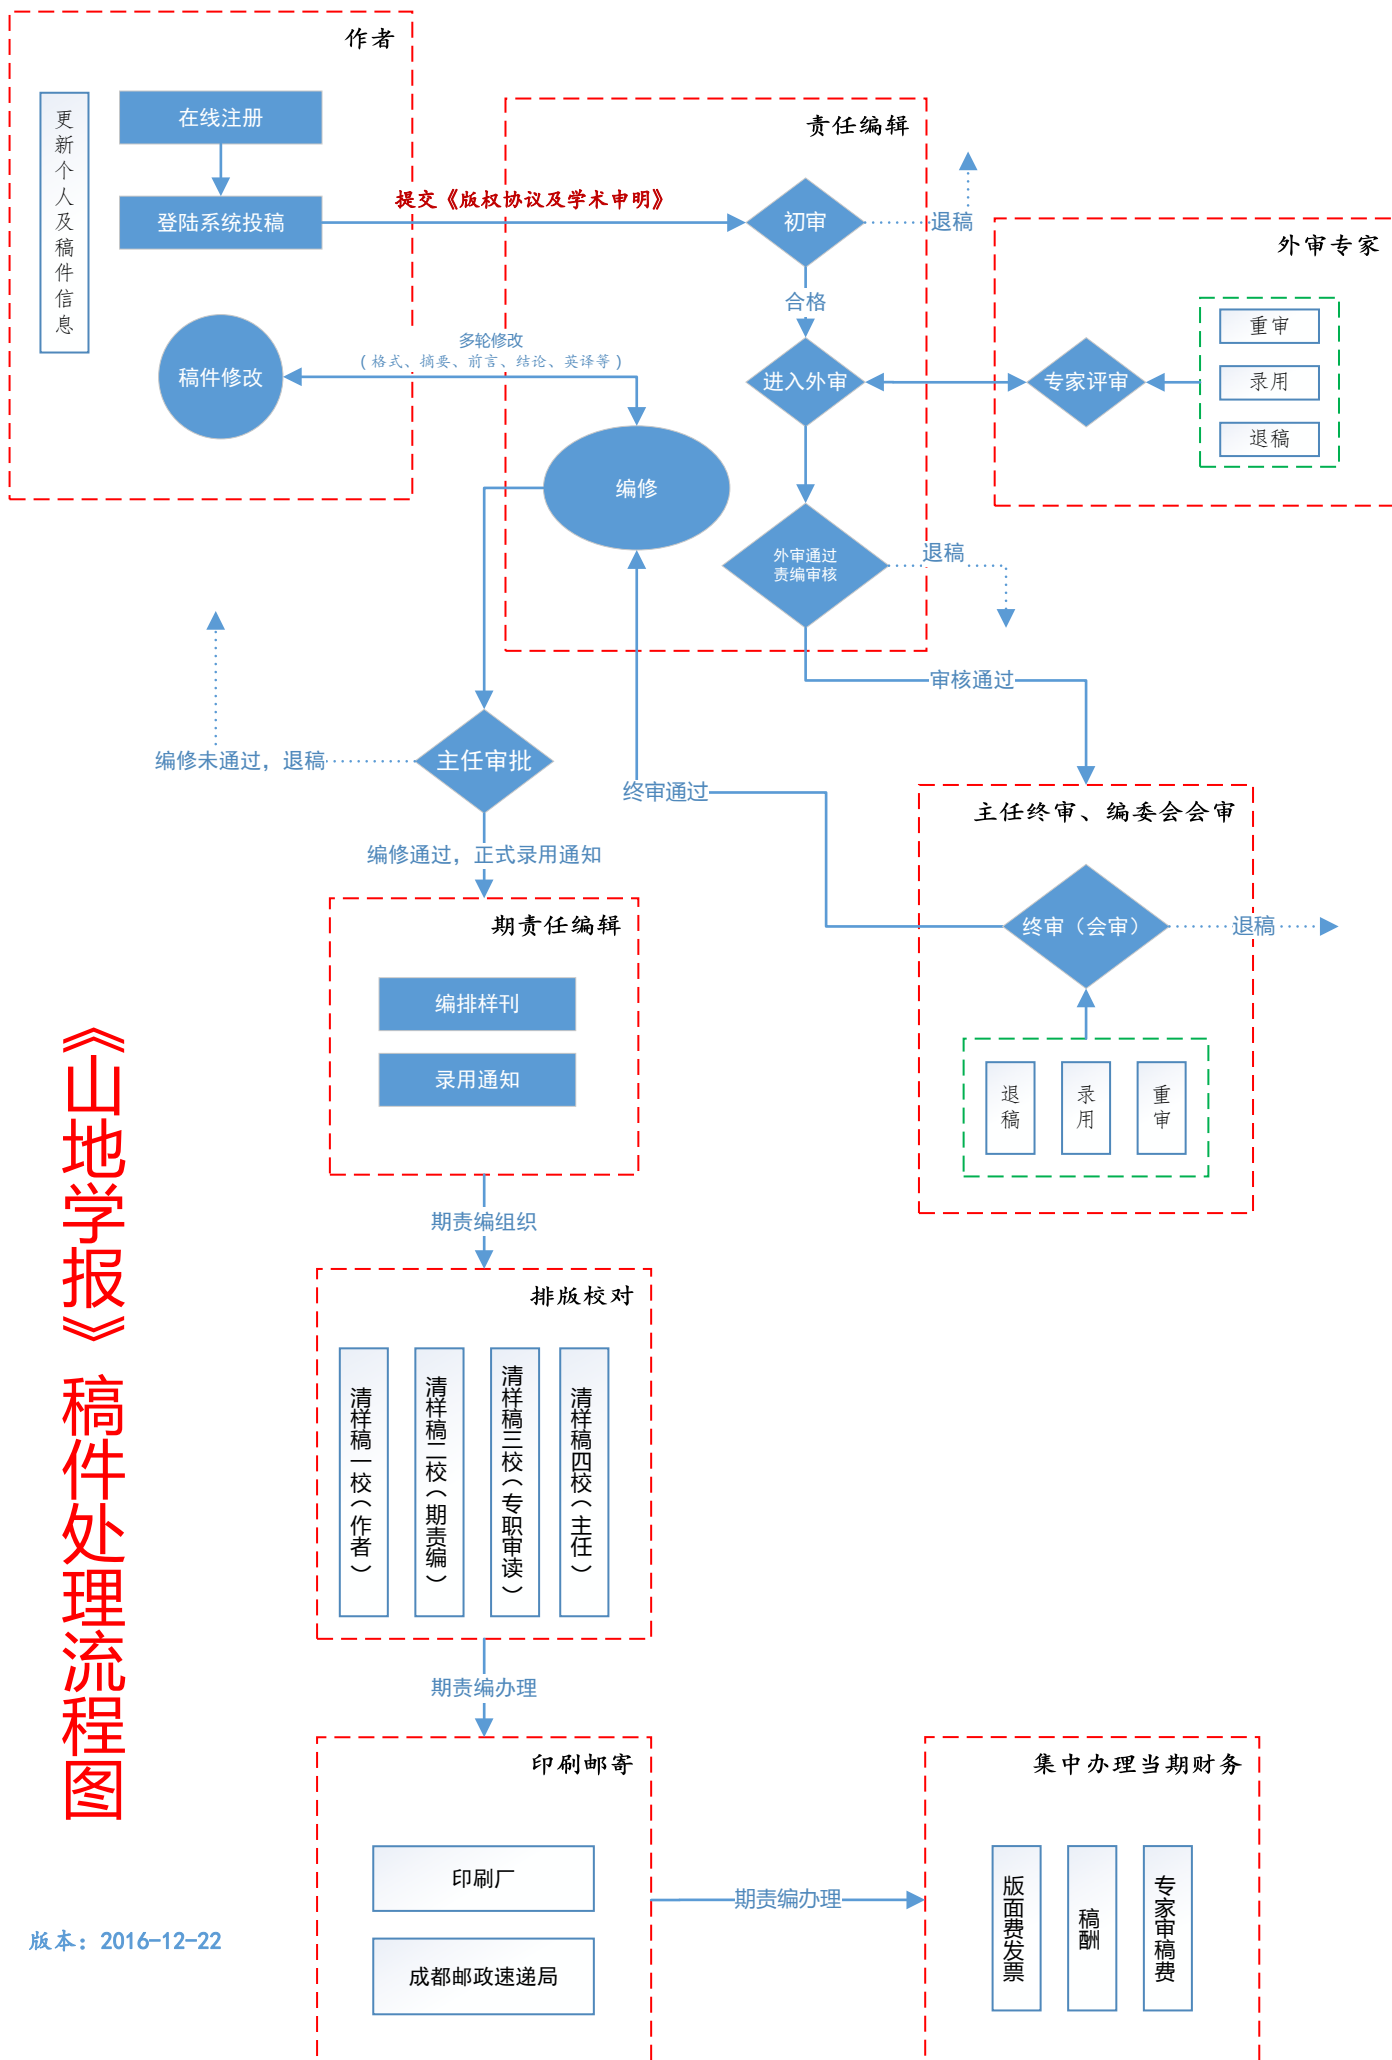 作者
更新个人及稿件信息
在线注册
登陆系统投稿
稿件修改
提交《版权协议及学术申明》
多轮修改
（格式、摘要、前言、结论、英译等）
责任编辑
初审
退稿
合格
进入外审
编修
外审通过
责编审核
退稿
外审专家
专家评审
重审
录用
退稿
审核通过
编修未通过，退稿
主任审批
终审通过
编修通过，正式录用通知
主任终审、编委会会审
终审（会审）
退稿
退稿
录用
重审
期责任编辑
编排样刊
录用通知
期责编组织
排版校对
清样稿一校（作者）
清样稿二校（期责编）
清样稿三校（专职审读）
清样稿四校（主任）
期责编办理
印刷邮寄
印刷厂
成都邮政速递局
期责编办理
集中办理当期财务
版面费发票
稿酬
专家审稿费
《山地学报》稿件处理流程图
版本：2016-12-22